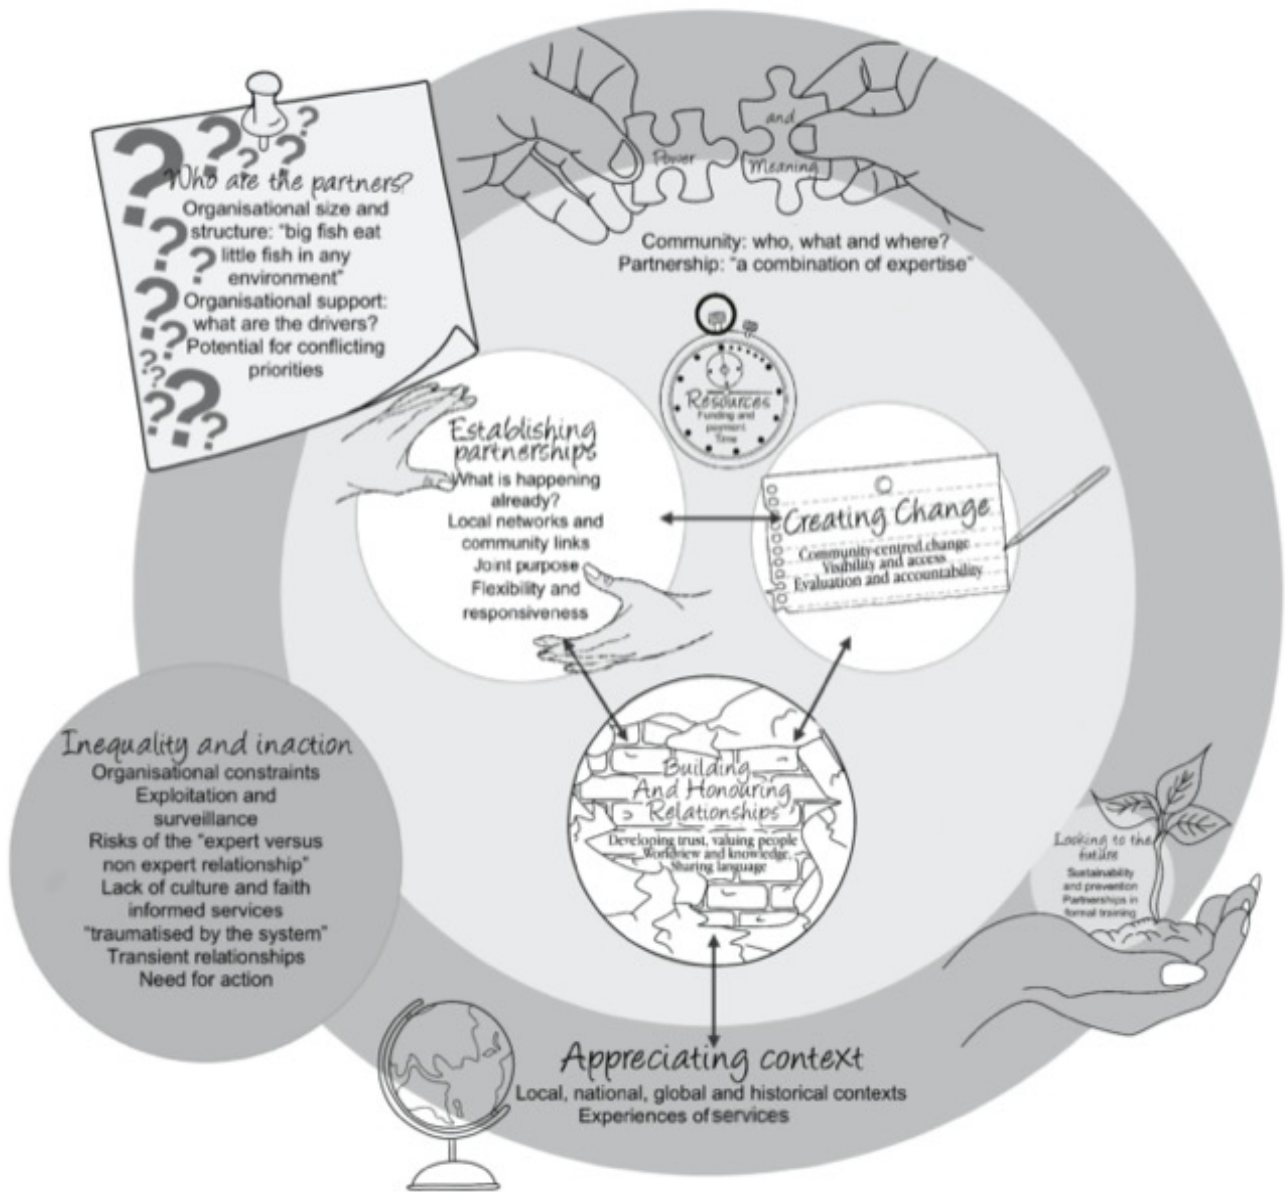 Power
and
Meaning
Community: who, what and where?
Partnership: "a combination of expertise"
Who are the partners?
Organisational size and
structure: "big fish eat
little fish in any
environment"
Organisational support:
what are the drivers?
Potential for conflicting
priorities
Resources
Funding and
payment
Time
Establishing
partnerships
What is happening
already?
Local networks and
community links
Joint purpose
Flexibility and
responsiveness
Creating Change
Community-centred change
Visibility and access
Evaluation and accountability
Building
And Honouring
Relationships
Developing trust, valuing people
Worldview and knowledge,
Sharing language
Inequality and inaction
Organisational constraints
Exploitation and
surveillance
Risks of the "expert versus
non expert relationship"
Lack of culture and faith
informed services
"traumatised by the system"
Transient relationships
Need for action
Looking to the
future
Sustainability
and prevention
Partnerships in
formal training
Appreciating context
Local, national, global and historical contexts
Experiences of services